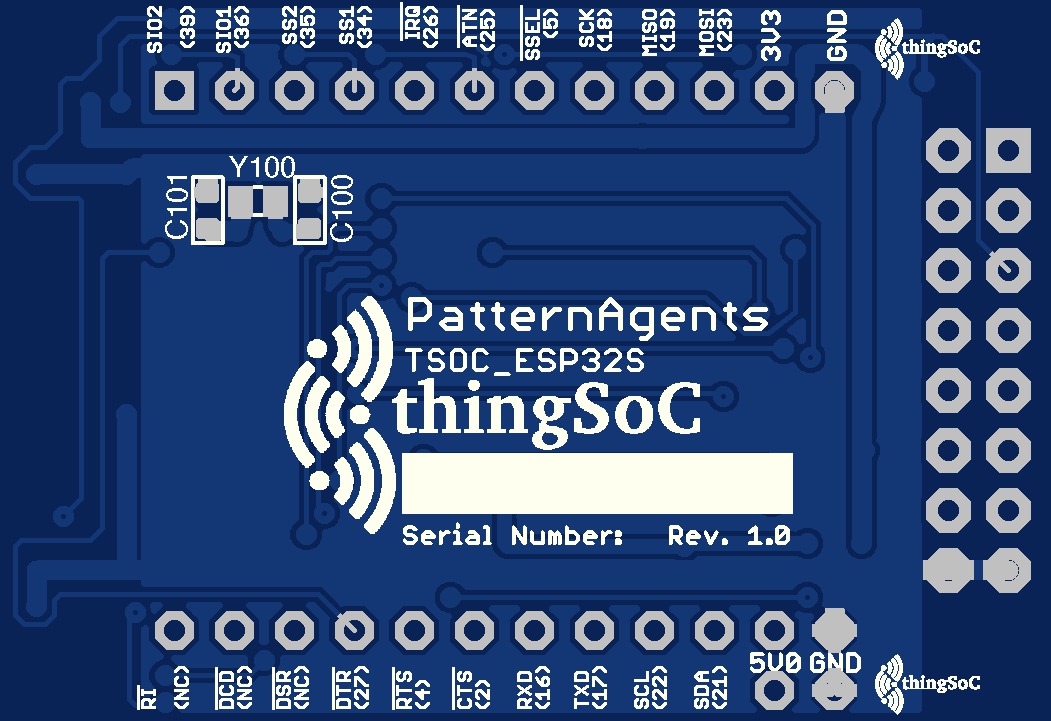 SIO2 (39)
SIO1 (36)
SS2 (35)
SS1 (34)
IRQ (26)
ATN (25)
SSEL (5)
SCK (18)
MISO (19)
MOSI (23)
3V3
GND
thingSoC
Y100
C101
C100
PatternAgents
TSOC_ESP32S
thingSoC
Serial Number: Rev. 1.0
RI (NC)
DCD (NC)
DSR (NC)
DTR (27)
RTS (4)
CTS (2)
RXD (16)
TXD (17)
SCL (22)
SDA (21)
5V0 GND
thingSoC